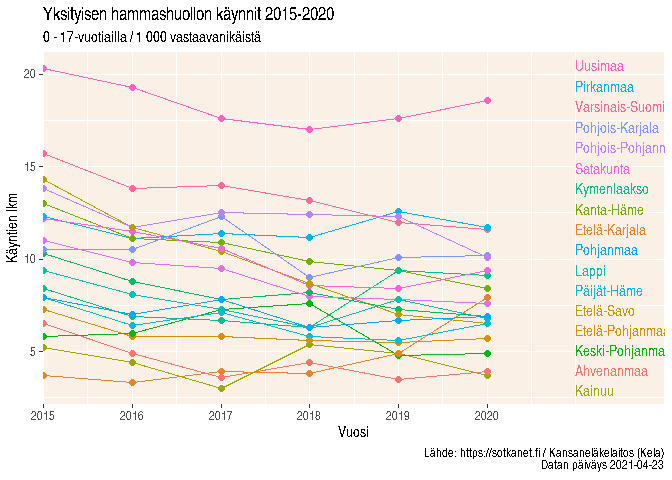 Yksityisen hammashuollon käynnit 2015-2020
0 - 17-vuotiailla / 1 000 vastaavanikäistä
Käyntien lkm
20
15
10
5
2015 2016 2017 2018 2019 2020
Vuosi
Uusimaa
Pirkanmaa
Varsinais-Suomi
Pohjois-Karjala
Pohjois-Pohjann
Satakunta
Kymenlaakso
Kanta-Häme
Etelä-Karjala
Pohjanmaa
Lappi
Päijät-Häme
Etelä-Savo
Etelä-Pohjanmaa
Keski-Pohjanma
Ahvenanmaa
Kainuu
Lähde: https://sotkanet.fi / Kansaneläkelaitos (Kela)
Datan päiväys 2021-04-23